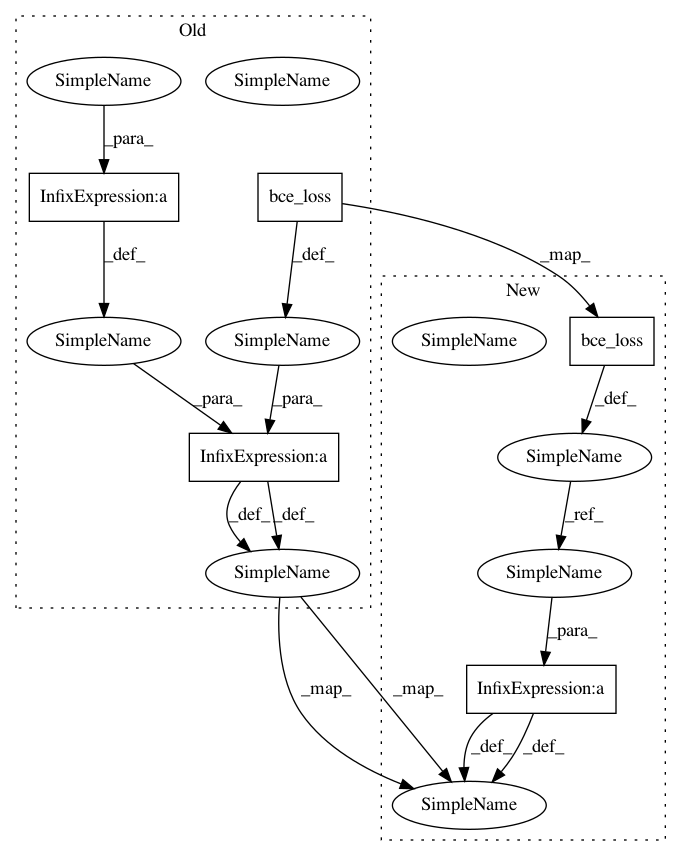 Old
SimpleName
SimpleName
_para_
InfixExpression:a
bce_loss
_def_
_def_
_map_
New
SimpleName
SimpleName
SimpleName
bce_loss
_para_
_para_
_def_
InfixExpression:a
SimpleName
_def_
_def_
_ref_
SimpleName
SimpleName
_para_
_map_
_map_
InfixExpression:a
_def_
_def_
SimpleName